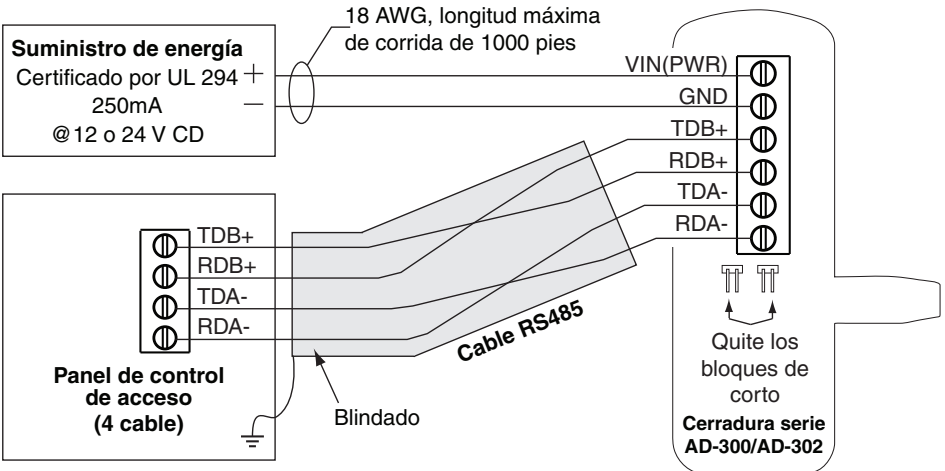 18 AWG, longitud máxima
de corrida de 1000 pies
Suministro de energía
Certificado por UL 294
250mA
@12 o 24 V CD
+
–
VIN(PWR)
GND
TDB+
RDB+
TDA-
RDA-
TDB+
RDB+
TDA-
RDA-
Panel de control
de acceso
(4 cable)
Blindado
Cable RS485
Quite los
bloques de
corto
Cerradura serie
AD-300/AD-302